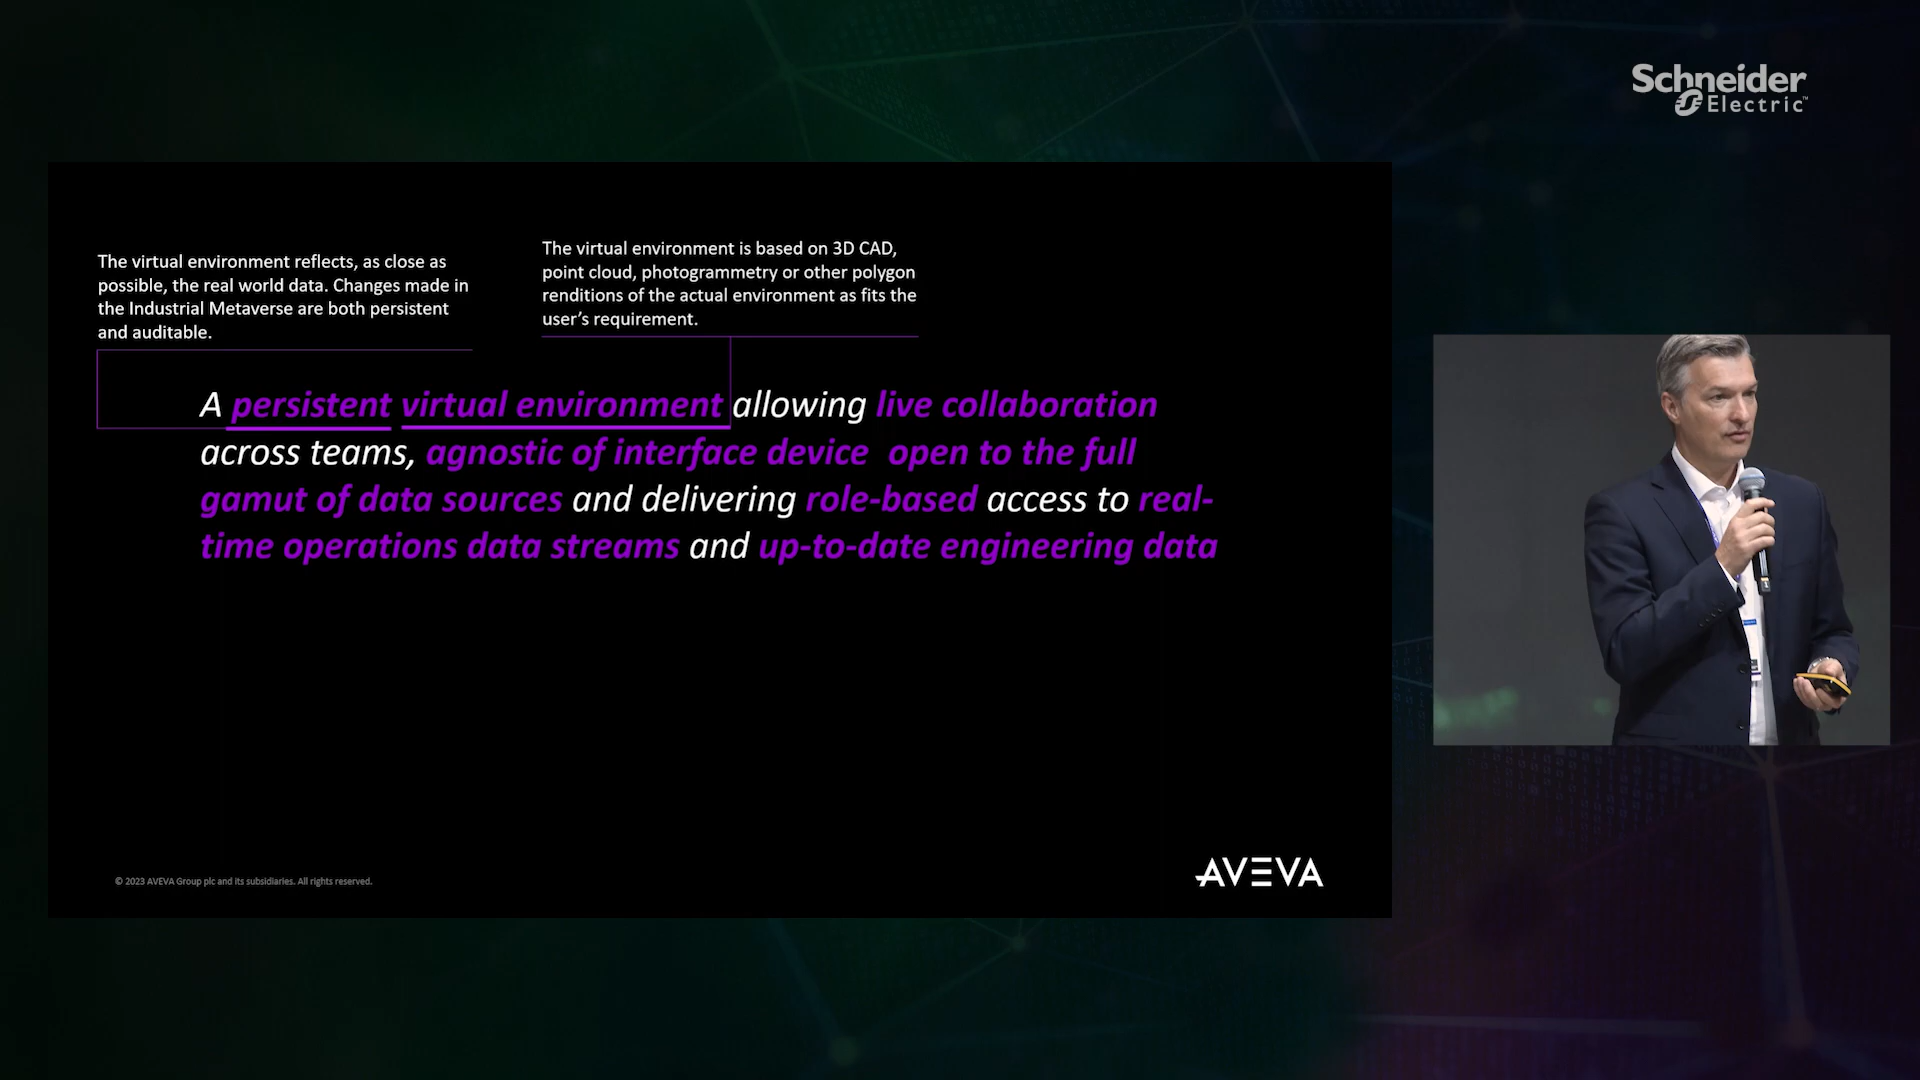 Schneider
Electric™
The virtual environment reflects, as close as
possible, the real world data. Changes made in
the Industrial Metaverse are both persistent
and auditable.
The virtual environment is based on 3D CAD,
point cloud, photogrammetry or other polygon
renditions of the actual environment as fits the
user’s requirement.
A persistent virtual environment allowing live collaboration
across teams, agnostic of interface device  open to the full
gamut of data sources and delivering role-based access to real-
time operations data streams and up-to-date engineering data
© 2023 AVEVA Group plc and its subsidiaries. All rights reserved.
AVEVA